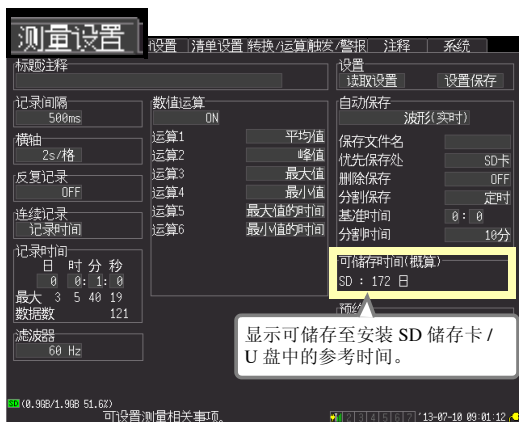 测量设置
设置 清单设置 转换/运算触发/警报 注释 系统
标题注释
设置
读取设置 设置保存
记录间隔
500ms
横轴
2s/格
反复记录
OFF
连续记录
记录时间
记录时间
日 时 分 秒
0 0: 1: 0
最大 3 5 40 19
数据数 121
滤波器
60 Hz
数值运算
ON
运算1 平均值
运算2 峰值
运算3 最大值
运算4 最小值
运算5 最大值的时间
运算6 最小值的时间
自动保存
波形(实时)
保存文件名
优先保存处 SD卡
删除保存 OFF
分割保存 定时
基准时间 0: 0
分割时间 10分
可储存时间(概算)
SD : 172 日
显示可储存至安装 SD 储存卡 /
U 盘中的参考时间。
SD (0.9GB/1.9GB 51.6%)
可设置测量相关事项。
2 3 4 5 6 7 '13-07-10 09:01:12